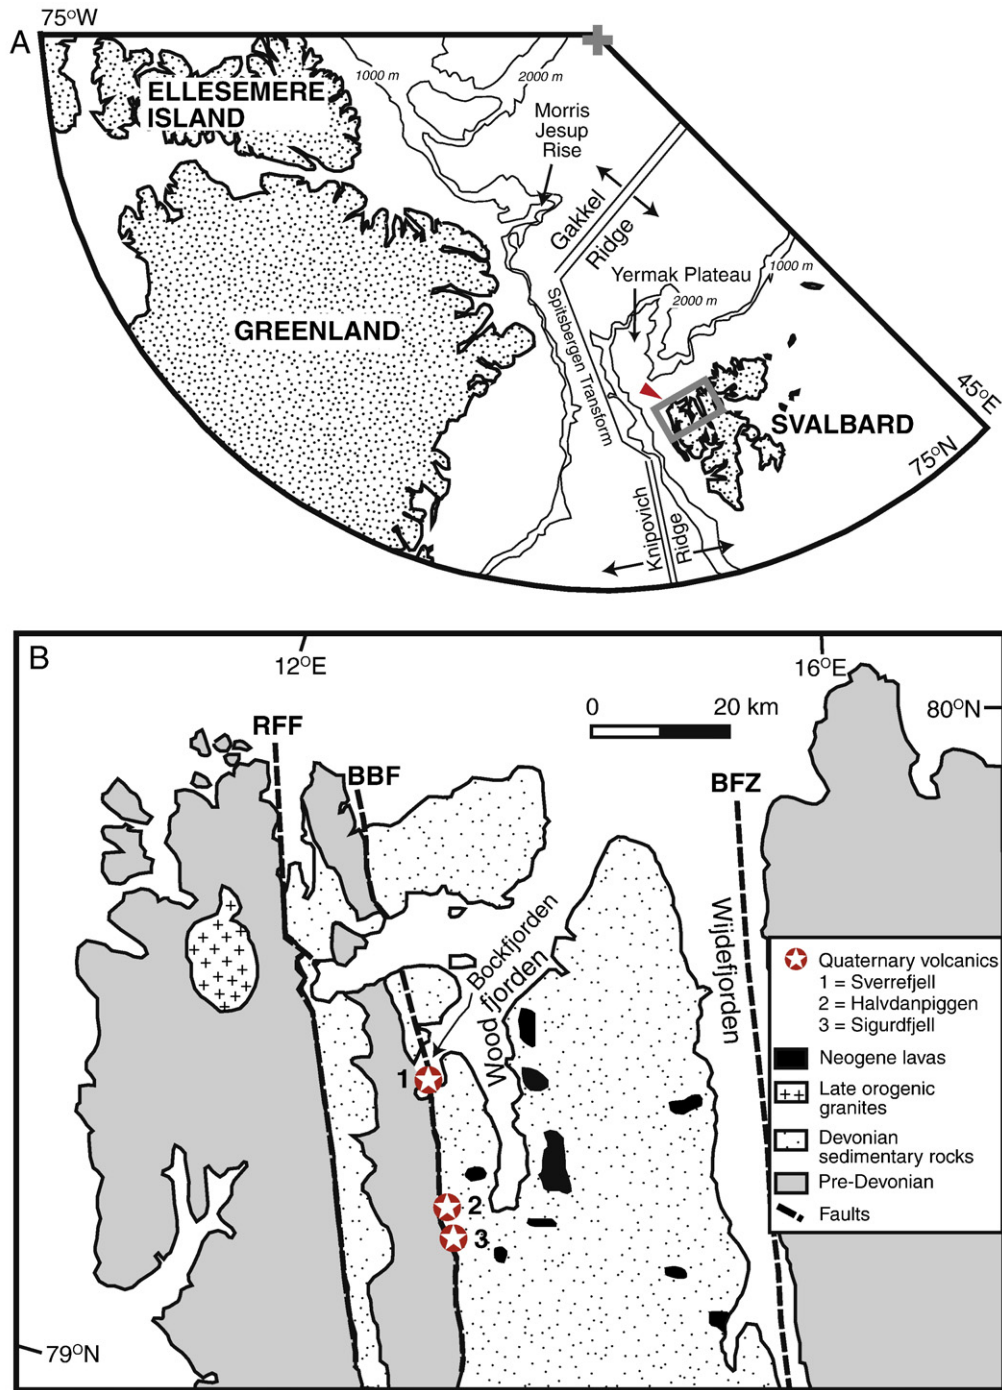 A
75°W
ELLESEMERE
ISLAND
1000 m
2000 m
Morris
Jesup
Rise
Gakkel
Ridge
Yermak Plateau
1000 m
2000 m
GREENLAND
Spitsbergen Transform
SVALBARD
45°E
75°N
Knipovich
Ridge
B
12°E
16°E
0 20 km
80°N
RFF
BBF
BFZ
Bockfjorden
Wood fjorden
Wijdefjorden
1
2
3
Quaternary volcanics
1 = Sverrefjell
2 = Halvdanpiggen
3 = Sigurdfjell
Neogene lavas
Late orogenic
granites
Devonian
sedimentary rocks
Pre-Devonian
Faults
79°N